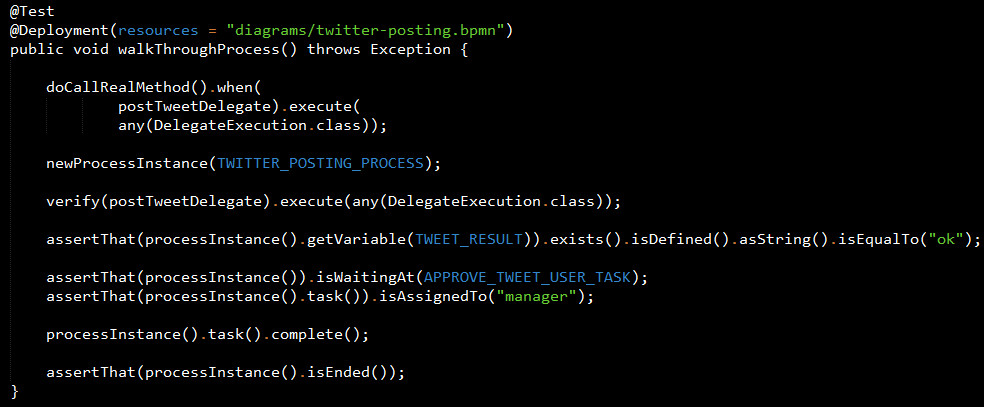 @Test
@Deployment(resources = "diagrams/twitter-posting.bpmn")
public void walkThroughProcess() throws Exception {
doCallRealMethod().when(
postTweetDelegate).execute(
any(DelegateExecution.class));
newProcessInstance(TWITTER_POSTING_PROCESS);
verify(postTweetDelegate).execute(any(DelegateExecution.class));
assertThat(processInstance().getVariable(TWEET_RESULT)).exists().isDefined().asString().isEqualTo("ok");
assertThat(processInstance()).isWaitingAt(APPROVE_TWEET_USER_TASK);
assertThat(processInstance().task()).isAssignedTo("manager");
processInstance().task().complete();
assertThat(processInstance().isEnded());
}